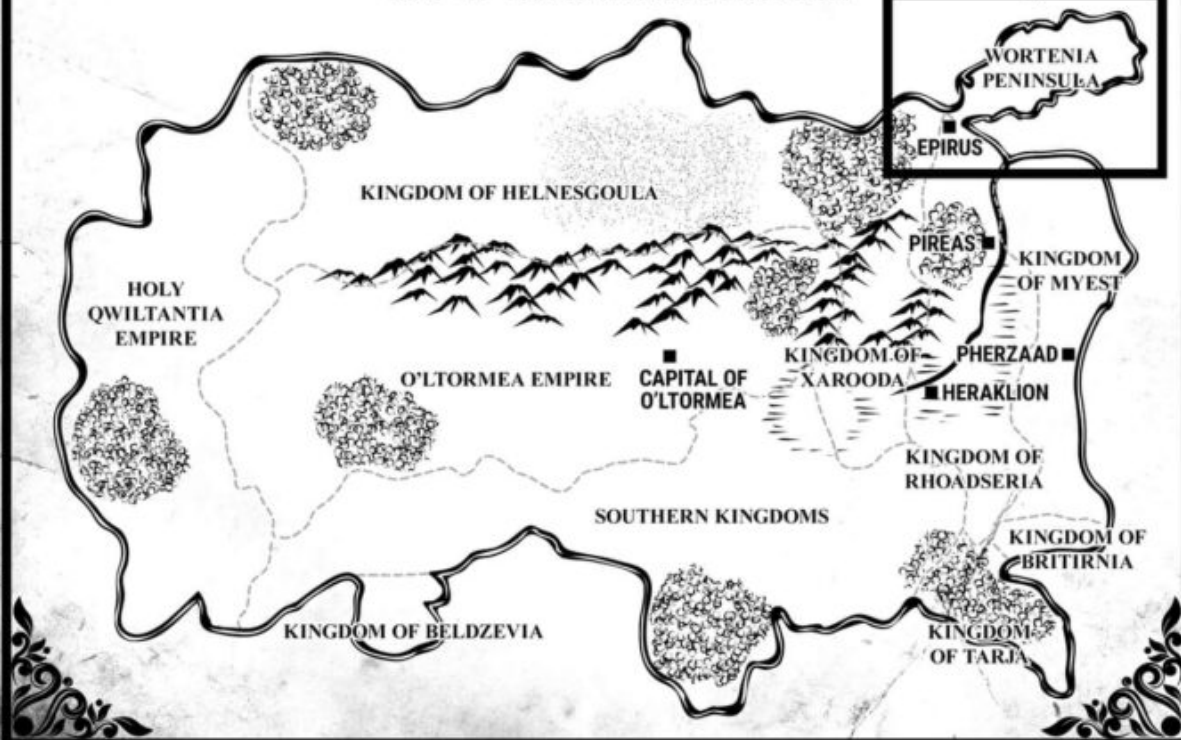 WORTENIA
PENINSULA
EPIRUS
KINGDOM OF HELNESGOULA
PIREAS
KINGDOM
OF MYEST
HOLY
QWILTANTIA
EMPIRE
O'LTORMEA EMPIRE
CAPITAL OF
O'LTORMEA
KINGDOM OF
XAROODA
PHERZAAD
HERAKLION
KINGDOM OF
RHOADSERIA
SOUTHERN KINGDOMS
KINGDOM OF
BRITIRNIA
KINGDOM OF BELDZEVIA
KINGDOM
OF TARJA